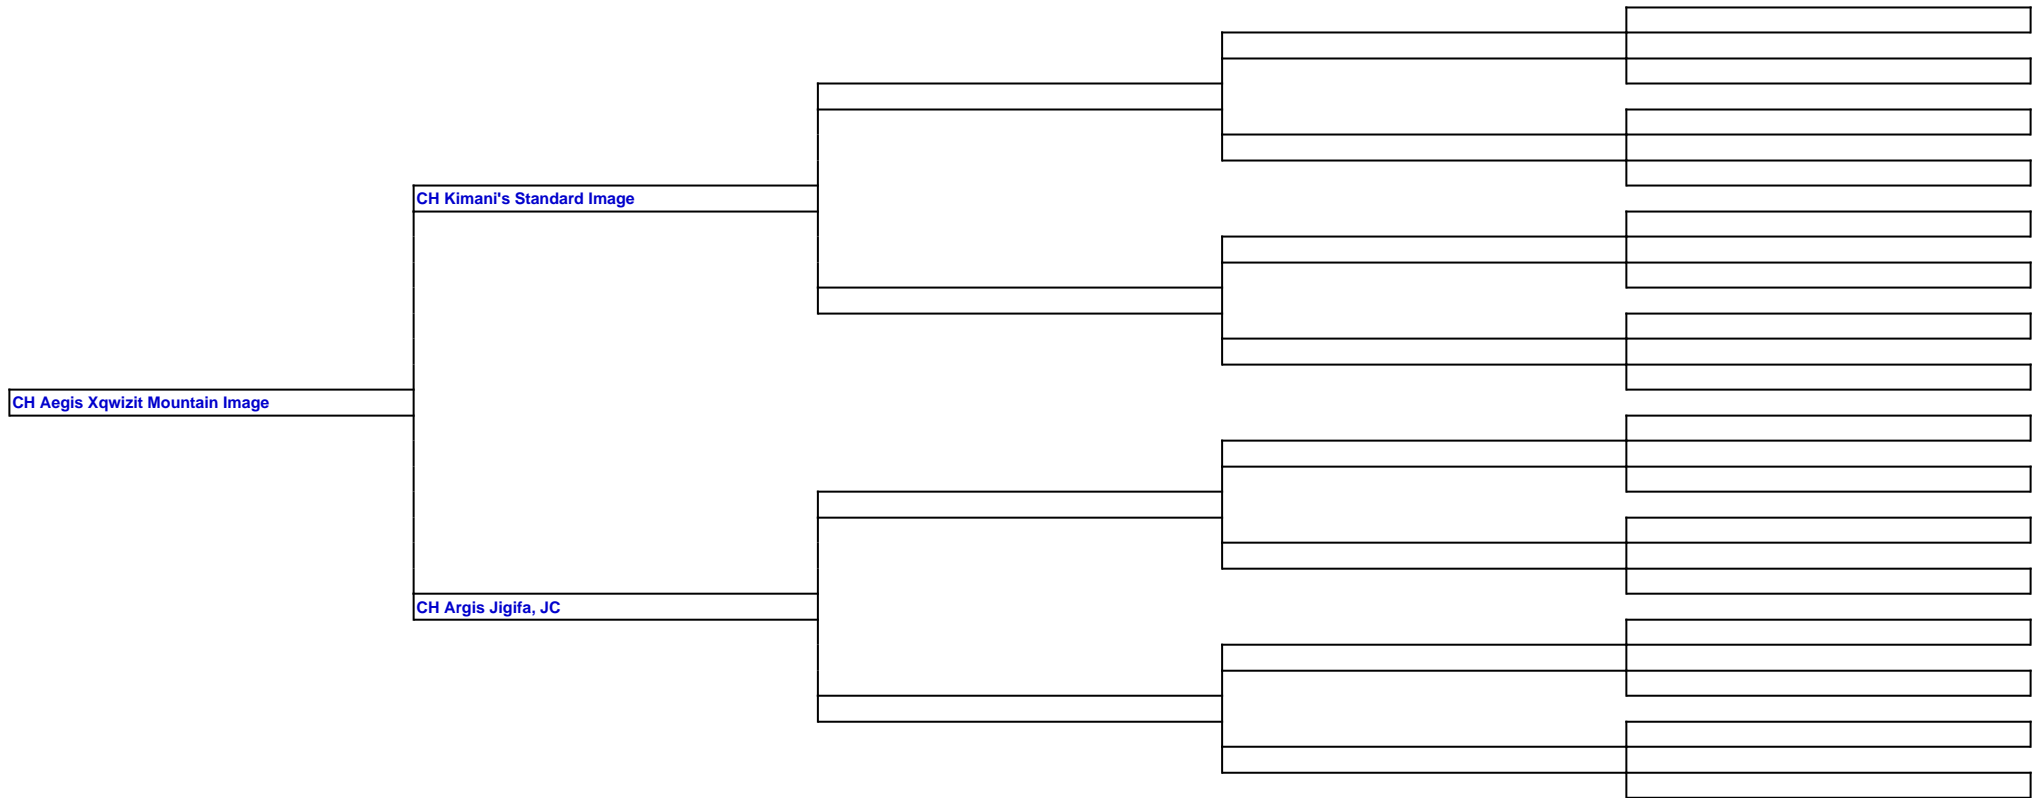 CH Kimani's Standard Image
CH Aegis Xqwizit Mountain Image
CH Argis Jigifa, JC